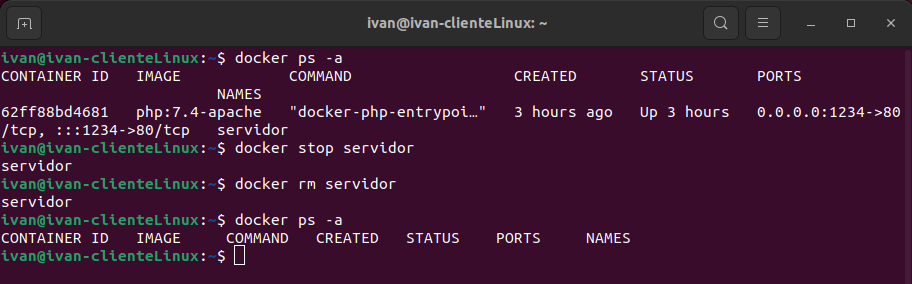 ivan@ivan-clienteLinux: ~
ivan@ivan-clienteLinux:~$ docker ps -a
CONTAINER ID   IMAGE            COMMAND                  CREATED       STATUS       PORTS
                        NAMES
62ff88bd4681   php:7.4-apache   "docker-php-entrypoi…"   3 hours ago   Up 3 hours   0.0.0.0:1234->80
/tcp, :::1234->80/tcp   servidor
ivan@ivan-clienteLinux:~$ docker stop servidor
servidor
ivan@ivan-clienteLinux:~$ docker rm servidor
servidor
ivan@ivan-clienteLinux:~$ docker ps -a
CONTAINER ID   IMAGE     COMMAND   CREATED   STATUS    PORTS     NAMES
ivan@ivan-clienteLinux:~$